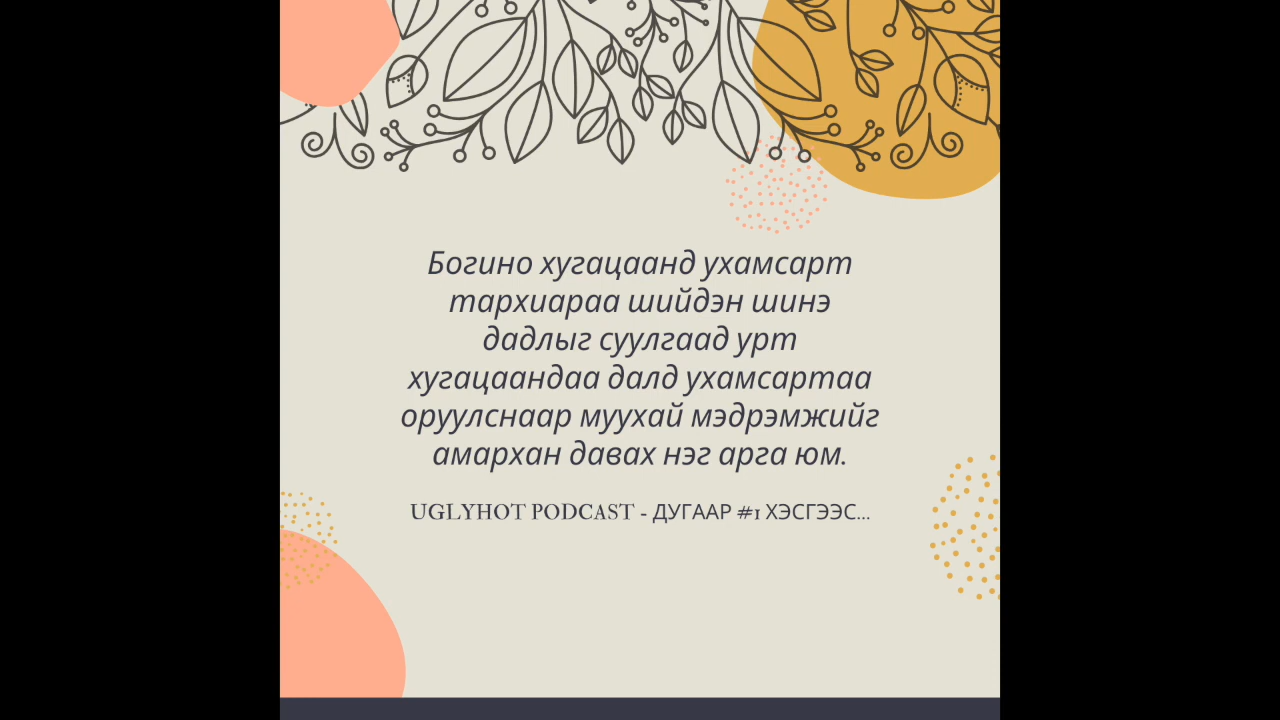 Богино хугацаанд ухамсарт
тархиараа шийдэн шинэ
дадлыг суулгаад урт
хугацаандаа далд ухамсартаа
оруулснаар муухай мэдрэмжийг
амархан давах нэг арга юм.
UGLYHOT PODCAST - ДУГААР #1 ХЭСГЭЭС...